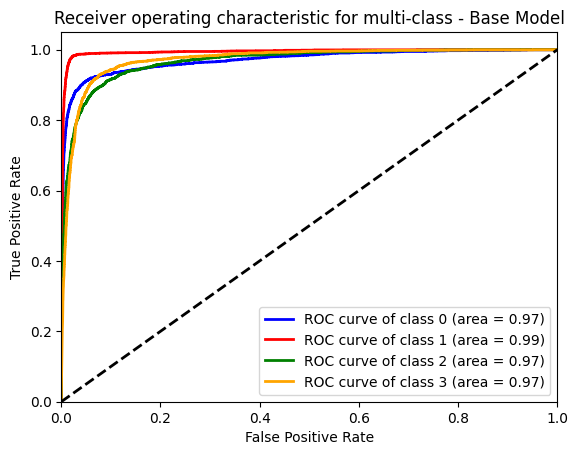 Receiver operating characteristic for multi-class - Base Model
True Positive Rate
1.0
0.8
0.6
0.4
0.2
0.0
ROC curve of class 0 (area = 0.97)
ROC curve of class 1 (area = 0.99)
ROC curve of class 2 (area = 0.97)
ROC curve of class 3 (area = 0.97)
0.0 0.2 0.4 0.6 0.8 1.0
False Positive Rate